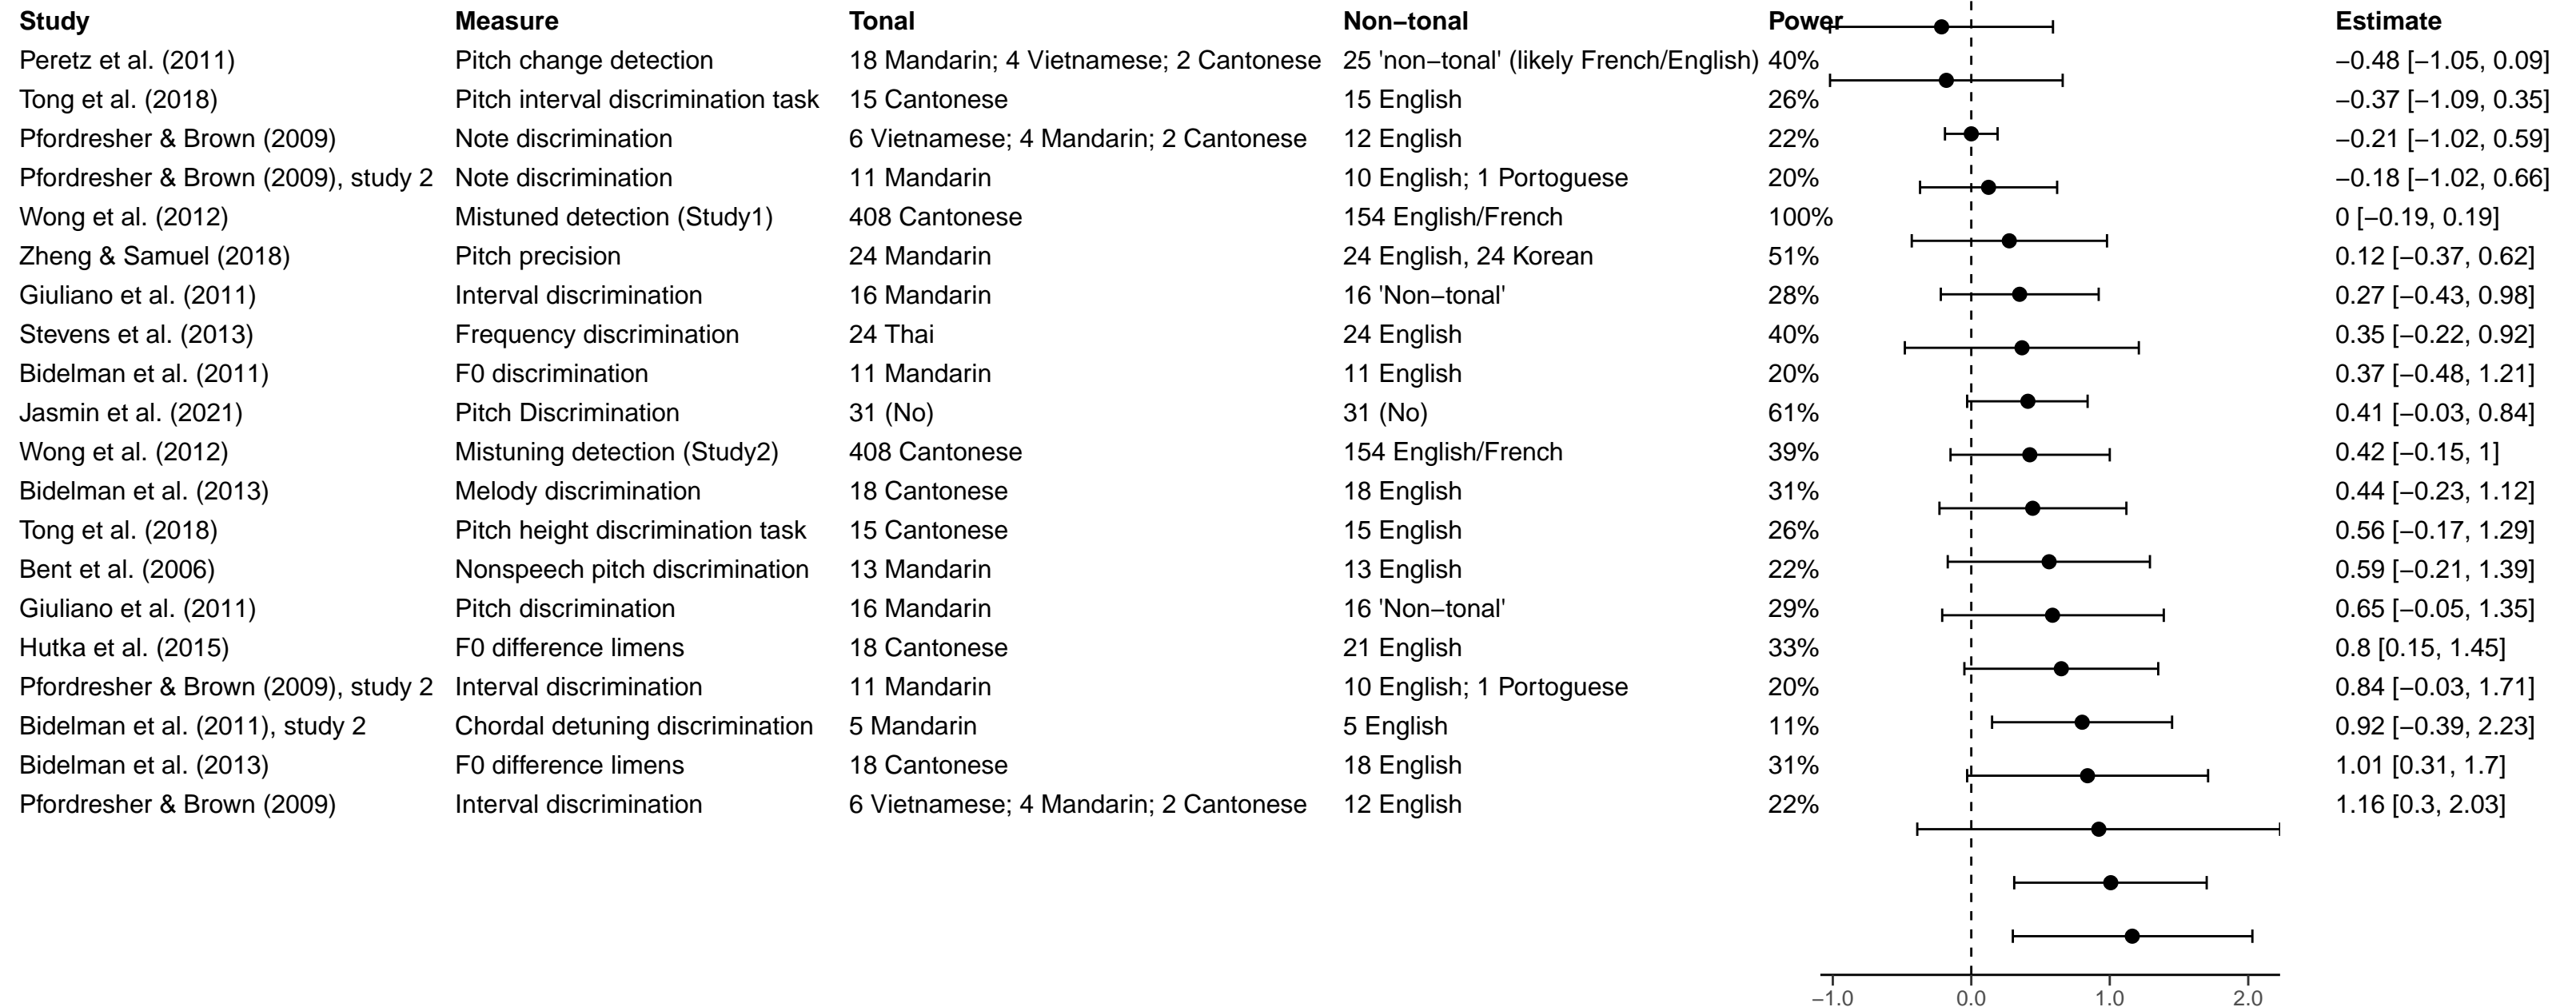 Study Measure Tonal Non−tonal Power Estimate
Peretz et al. (2011) Pitch change detection 18 Mandarin; 4 Vietnamese; 2 Cantonese 25 'non−tonal' (likely French/English) 40% −0.48 [−1.05, 0.09]
Tong et al. (2018) Pitch interval discrimination task 15 Cantonese 15 English 26% −0.37 [−1.09, 0.35]
Pfordresher & Brown (2009) Note discrimination 6 Vietnamese; 4 Mandarin; 2 Cantonese 12 English 22% −0.21 [−1.02, 0.59]
Pfordresher & Brown (2009), study 2 Note discrimination 11 Mandarin 10 English; 1 Portoguese 20% −0.18 [−1.02, 0.66]
Wong et al. (2012) Mistuned detection (Study1) 408 Cantonese 154 English/French 100% 0 [−0.19, 0.19]
Zheng & Samuel (2018) Pitch precision 24 Mandarin 24 English, 24 Korean 51% 0.12 [−0.37, 0.62]
Giuliano et al. (2011) Interval discrimination 16 Mandarin 16 'Non−tonal' 28% 0.27 [−0.43, 0.98]
Stevens et al. (2013) Frequency discrimination 24 Thai 24 English 40% 0.35 [−0.22, 0.92]
Bidelman et al. (2011) F0 discrimination 11 Mandarin 11 English 20% 0.37 [−0.48, 1.21]
Jasmin et al. (2021) Pitch Discrimination 31 (No) 31 (No) 61% 0.41 [−0.03, 0.84]
Wong et al. (2012) Mistuning detection (Study2) 408 Cantonese 154 English/French 39% 0.42 [−0.15, 1]
Bidelman et al. (2013) Melody discrimination 18 Cantonese 18 English 31% 0.44 [−0.23, 1.12]
Tong et al. (2018) Pitch height discrimination task 15 Cantonese 15 English 26% 0.56 [−0.17, 1.29]
Bent et al. (2006) Nonspeech pitch discrimination 13 Mandarin 13 English 22% 0.59 [−0.21, 1.39]
Giuliano et al. (2011) Pitch discrimination 16 Mandarin 16 'Non−tonal' 29% 0.65 [−0.05, 1.35]
Hutka et al. (2015) F0 difference limens 18 Cantonese 21 English 33% 0.8 [0.15, 1.45]
Pfordresher & Brown (2009), study 2 Interval discrimination 11 Mandarin 10 English; 1 Portoguese 20% 0.84 [−0.03, 1.71]
Bidelman et al. (2011), study 2 Chordal detuning discrimination 5 Mandarin 5 English 11% 0.92 [−0.39, 2.23]
Bidelman et al. (2013) F0 difference limens 18 Cantonese 18 English 31% 1.01 [0.31, 1.7]
Pfordresher & Brown (2009) Interval discrimination 6 Vietnamese; 4 Mandarin; 2 Cantonese 12 English 22% 1.16 [0.3, 2.03]
−1.0 0.0 1.0 2.0